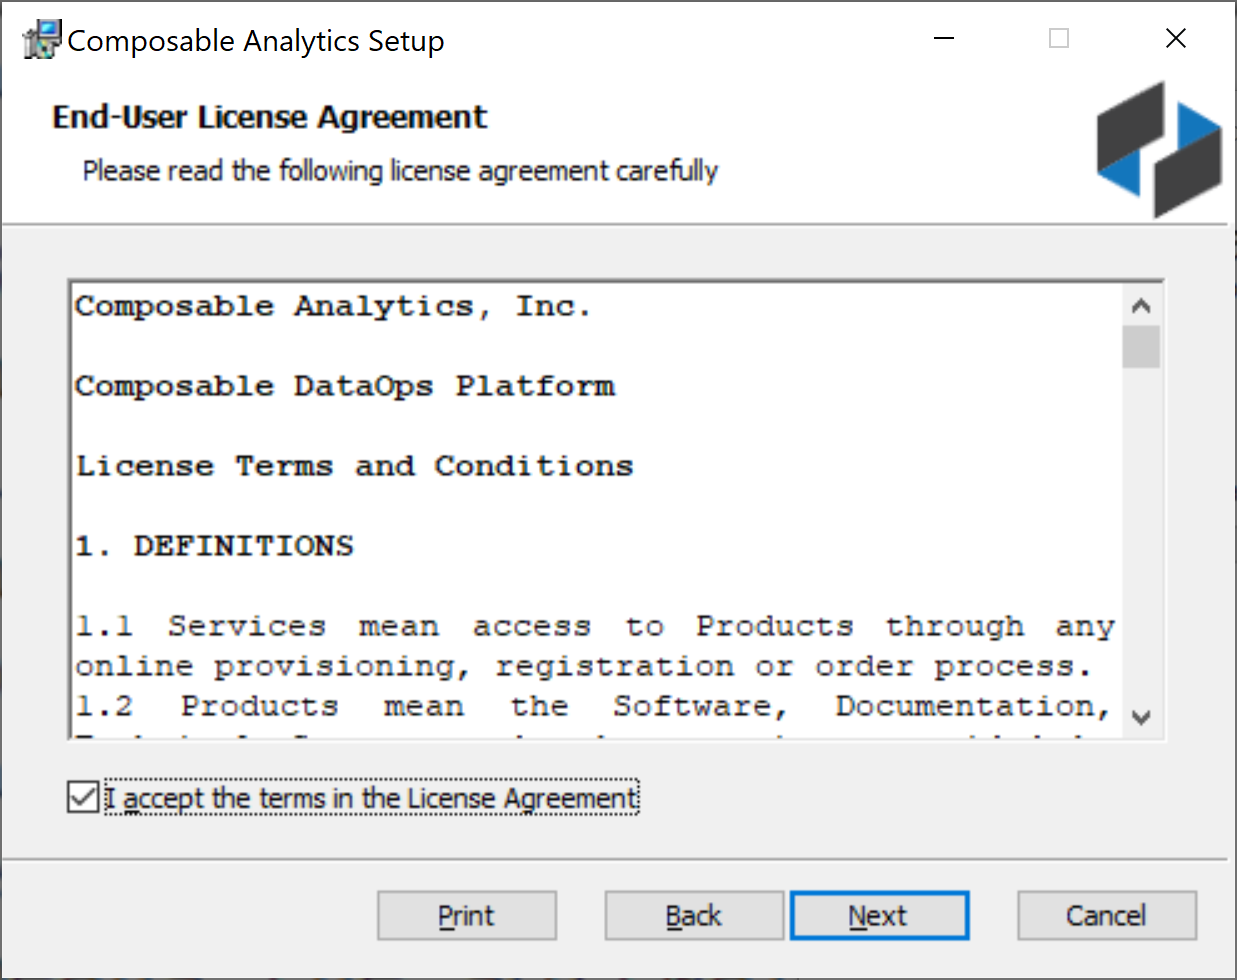 Composable Analytics Setup
End-User License Agreement
Please read the following license agreement carefully
Composable Analytics, Inc.
Composable DataOps Platform
License Terms and Conditions
1. DEFINITIONS
1.1 Services mean access to Products through any
online provisioning, registration or order process.
1.2 Products mean the Software, Documentation,
I accept the terms in the License Agreement
Print
Back
Next
Cancel